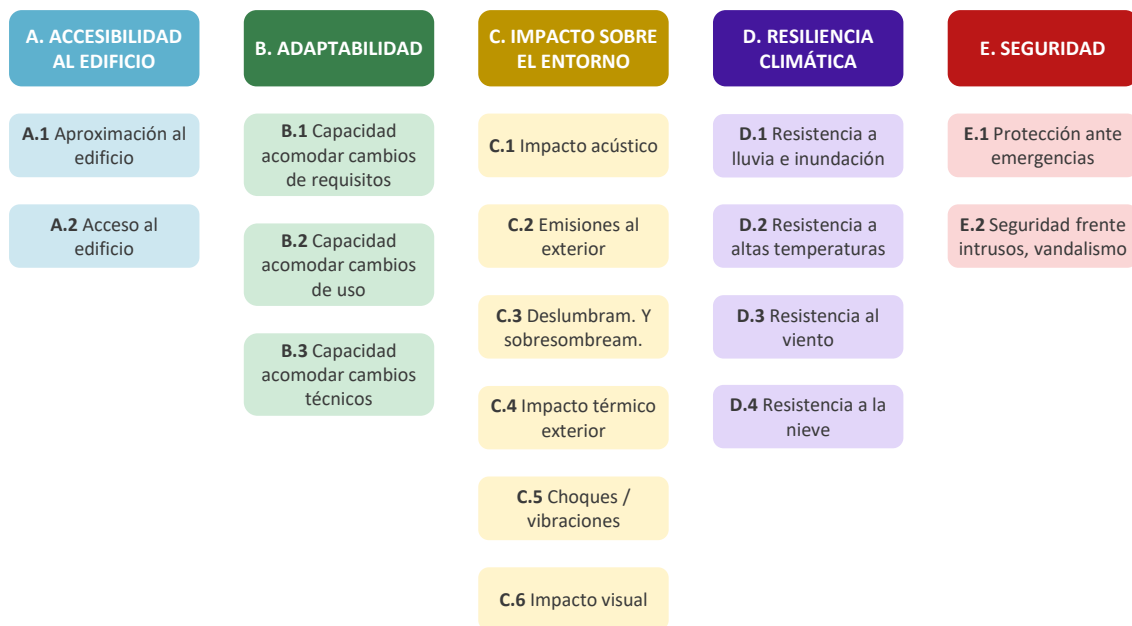 A. ACCESIBILIDAD
AL EDIFICIO
A.1 Aproximación al
edificio
A.2 Acceso al
edificio
B. ADAPTABILIDAD
B.1 Capacidad
acomodar cambios
de requisitos
B.2 Capacidad
acomodar cambios
de uso
B.3 Capacidad
acomodar cambios
técnicos
C. IMPACTO SOBRE
EL ENTORNO
C.1 Impacto acústico
C.2 Emisiones al
exterior
C.3 Deslumbram. Y
sobresombream.
C.4 Impacto térmico
exterior
C.5 Choques /
vibraciones
C.6 Impacto visual
D. RESILIENCIA
CLIMÁTICA
D.1 Resistencia a
lluvia e inundación
D.2 Resistencia a
altas temperaturas
D.3 Resistencia al
viento
D.4 Resistencia a la
nieve
E. SEGURIDAD
E.1 Protección ante
emergencias
E.2 Seguridad frente
intrusos, vandalismo